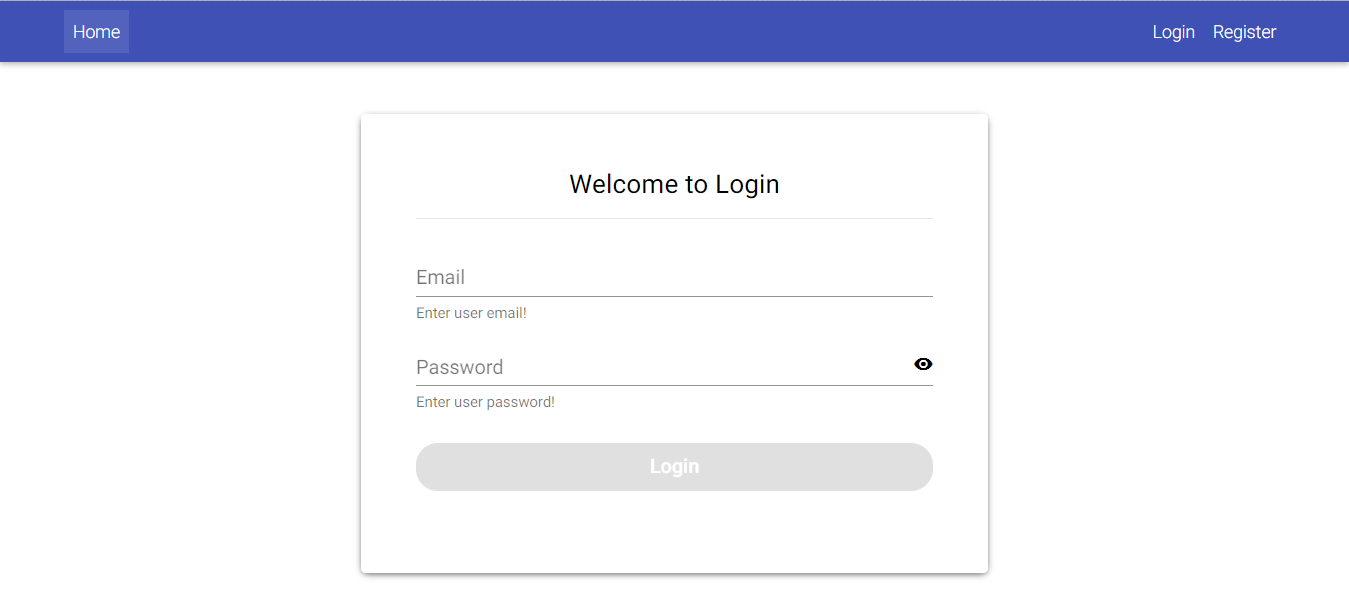 Home Login Register
Welcome to Login
Email
Enter user email!
Password
Enter user password!
Login